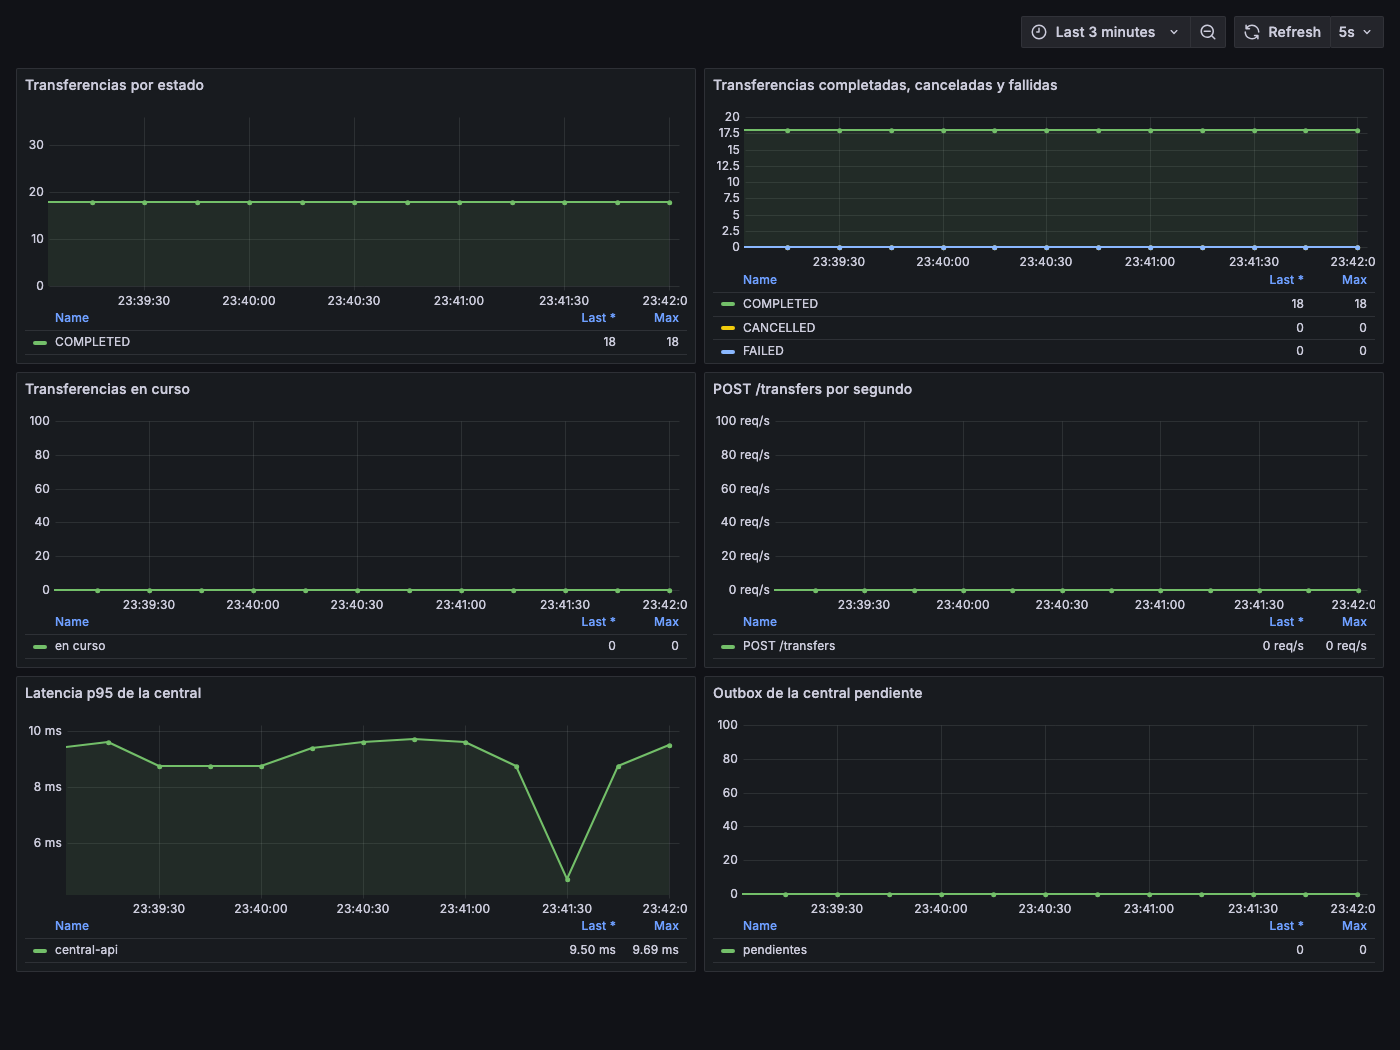 Last 3 minutes
Refresh
5s
Transferencias por estado
30
20
10
0
23:39:30 23:40:00 23:40:30 23:41:00 23:41:30 23:42:0
Name Last * Max
COMPLETED 18 18
Transferencias completadas, canceladas y fallidas
20
17.5
15
12.5
10
7.5
5
2.5
0
23:39:30 23:40:00 23:40:30 23:41:00 23:41:30 23:42:0
Name Last * Max
COMPLETED 18 18
CANCELLED 0 0
FAILED 0 0
Transferencias en curso
100
80
60
40
20
0
23:39:30 23:40:00 23:40:30 23:41:00 23:41:30 23:42:0
Name Last * Max
en curso 0 0
POST /transfers por segundo
100 req/s
80 req/s
60 req/s
40 req/s
20 req/s
0 req/s
23:39:30 23:40:00 23:40:30 23:41:00 23:41:30 23:42:0
Name Last * Max
POST /transfers 0 req/s 0 req/s
Latencia p95 de la central
10 ms
8 ms
6 ms
23:39:30 23:40:00 23:40:30 23:41:00 23:41:30 23:42:0
Name Last * Max
central-api 9.50 ms 9.69 ms
Outbox de la central pendiente
100
80
60
40
20
0
23:39:30 23:40:00 23:40:30 23:41:00 23:41:30 23:42:0
Name Last * Max
pendientes 0 0